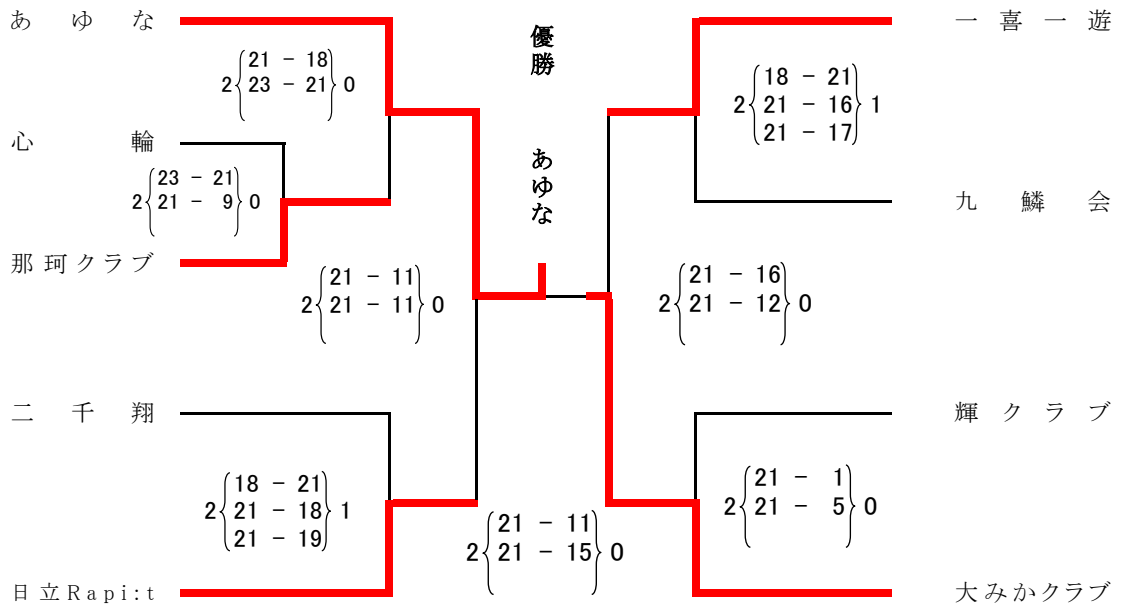 あゆな
2 21 - 18 0
23 - 21
心輪
2 23 - 21 0
21 - 9
那珂クラブ
2 21 - 11 0
21 - 11
二千翔
2 18 - 21 1
21 - 18
21 - 19
日立Rapi:t
優勝
あゆな
2 21 - 11 0
21 - 15
一喜一遊
2 18 - 21 1
21 - 16
21 - 17
九鱗会
2 21 - 16 0
21 - 12
輝クラブ
2 21 - 1 0
21 - 5
大みかクラブ